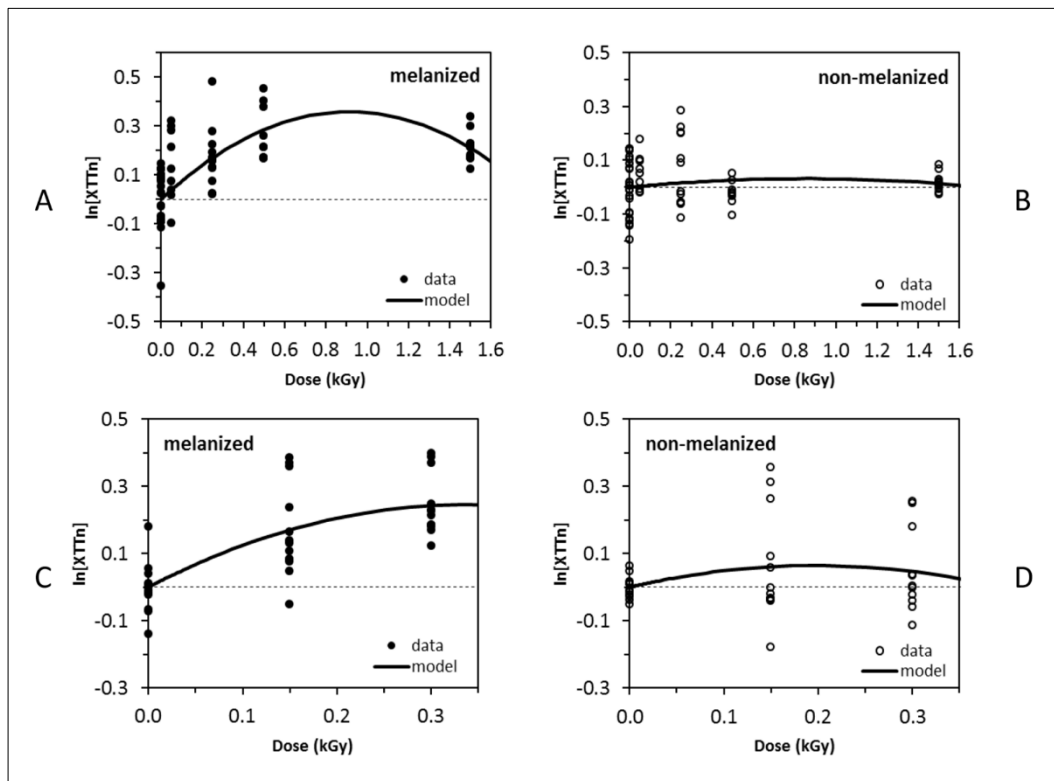 A
0.5
0.3
0.1
-0.1
-0.3
-0.5
ln[XTTn]
melanized
data
model
0.0 0.2 0.4 0.6 0.8 1.0 1.2 1.4 1.6
Dose (kGy)
0.5
0.3
0.1
-0.1
-0.3
-0.5
ln[XTTn]
non-melanized
data
model
0.0 0.2 0.4 0.6 0.8 1.0 1.2 1.4 1.6
Dose (kGy)
B
C
0.5
0.3
0.1
-0.1
-0.3
ln[XTTn]
melanized
data
model
0.0 0.1 0.2 0.3
Dose (kGy)
0.5
0.3
0.1
-0.1
-0.3
ln[XTTn]
non-melanized
data
model
0.0 0.1 0.2 0.3
Dose (kGy)
D